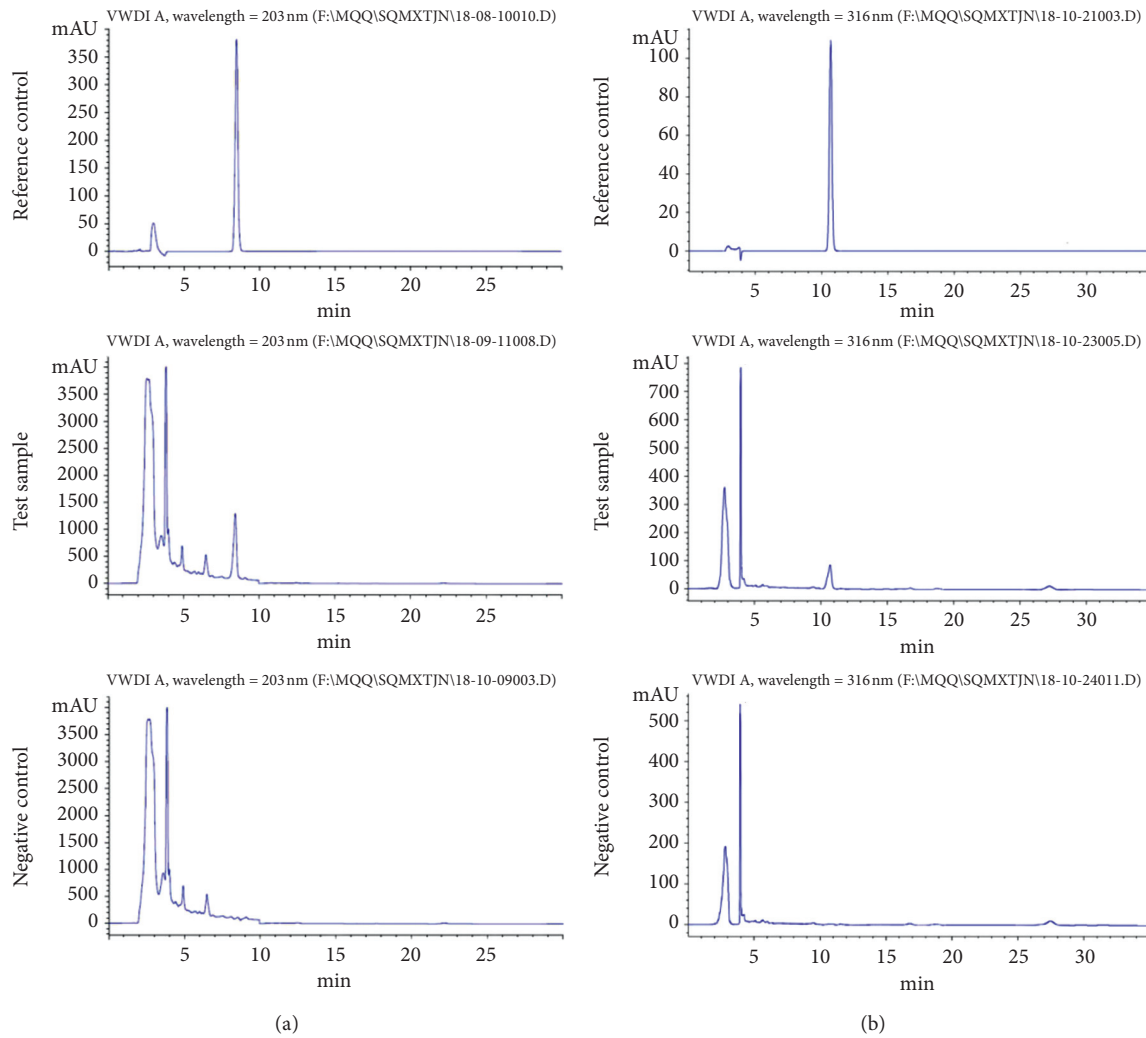 VWDI A, wavelength = 203 nm (F:\MQQ\SQMXTJN\18-08-10010.D)
mAU
350
300
250
200
150
100
50
0
Reference control
5
10
15
20
25
min
VWDI A, wavelength = 203 nm (F:\MQQ\SQMXTJN\18-09-11008.D)
mAU
3500
3000
2500
2000
1500
1000
500
0
Test sample
5
10
15
20
25
min
VWDI A, wavelength = 203 nm (F:\MQQ\SQMXTJN\18-10-09003.D)
mAU
3500
3000
2500
2000
1500
1000
500
0
Negative control
5
10
15
20
25
min
(a)
VWDI A, wavelength = 316 nm (F:\MQQ\SQMXTJN\18-10-21003.D)
mAU
100
80
60
40
20
0
Reference control
5
10
15
20
25
30
min
VWDI A, wavelength = 316 nm (F:\MQQ\SQMXTJN\18-10-23005.D)
mAU
700
600
500
400
300
200
100
0
Test sample
5
10
15
20
25
30
min
VWDI A, wavelength = 316 nm (F:\MQQ\SQMXTJN\18-10-24011.D)
mAU
500
400
300
200
100
0
Negative control
5
10
15
20
25
30
min
(b)